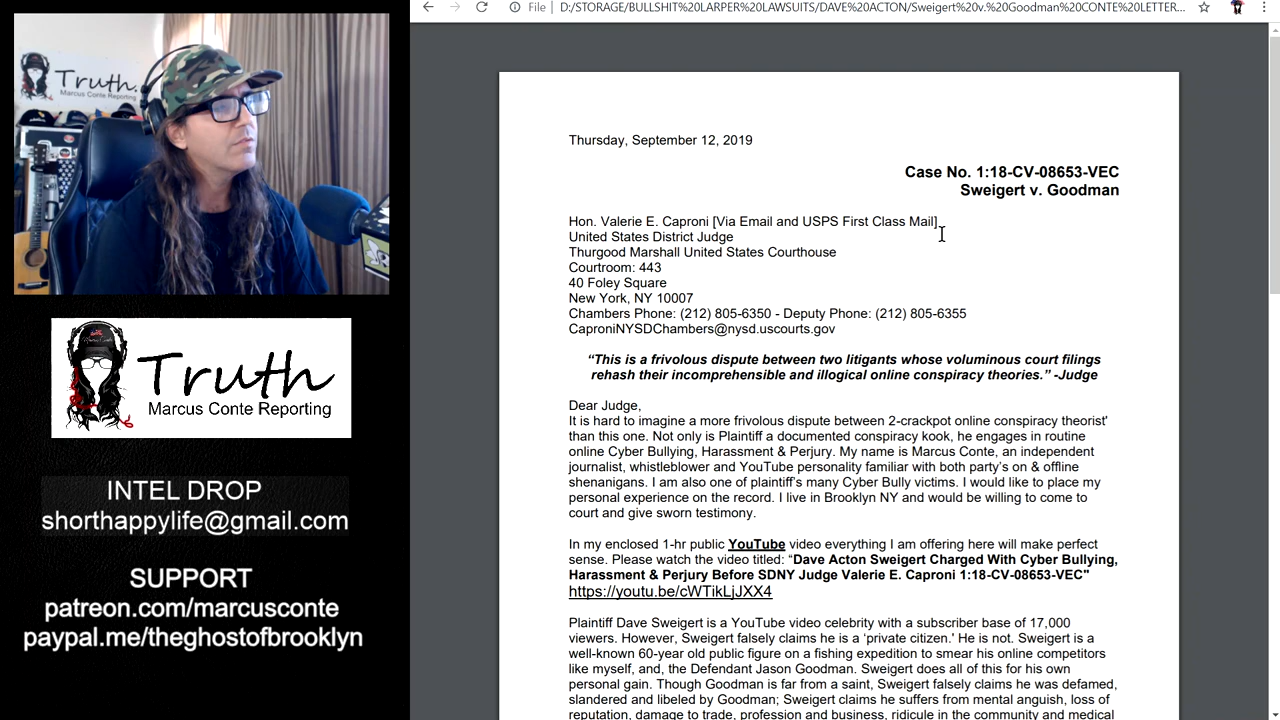 File | D:/STORAGE/BULLSHIT%20LARPER%20LAWSUITS/DAVE%20ACTON/Sweigert%20v.%20Goodman%20CONTE%20LETTER...
Truth.
Marcus Conte Reporting
Thursday, September 12, 2019
Case No. 1:18-CV-08653-VEC
Sweigert v. Goodman
Hon. Valerie E. Caproni [Via Email and USPS First Class Mail]
United States District Judge
Thurgood Marshall United States Courthouse
Courtroom: 443
40 Foley Square
New York, NY 10007
Chambers Phone: (212) 805-6350 - Deputy Phone: (212) 805-6355
CaproniNYSDChambers@nysd.uscourts.gov
“This is a frivolous dispute between two litigants whose voluminous court filings
rehash their incomprehensible and illogical online conspiracy theories.” -Judge
Dear Judge,
It is hard to imagine a more frivolous dispute between 2-crackpot online conspiracy theorist'
than this one. Not only is Plaintiff a documented conspiracy kook, he engages in routine
online Cyber Bullying, Harassment & Perjury. My name is Marcus Conte, an independent
journalist, whistleblower and YouTube personality familiar with both party's on & offline
shenanigans. I am also one of plaintiff's many Cyber Bully victims. I would like to place my
personal experience on the record. I live in Brooklyn NY and would be willing to come to
court and give sworn testimony.
In my enclosed 1-hr public YouTube video everything I am offering here will make perfect
sense. Please watch the video titled: “Dave Acton Sweigert Charged With Cyber Bullying,
Harassment & Perjury Before SDNY Judge Valerie E. Caproni 1:18-CV-08653-VEC"
https://youtu.be/cWTikLjJXX4
Plaintiff Dave Sweigert is a YouTube video celebrity with a subscriber base of 17,000
viewers. However, Sweigert falsely claims he is a ‘private citizen.’ He is not. Sweigert is a
well-known 60-year old public figure on a fishing expedition to smear his online competitors
like myself, and, the Defendant Jason Goodman. Sweigert does all of this for his own
personal gain. Though Goodman is far from a saint, Sweigert falsely claims he was defamed,
slandered and libeled by Goodman; Sweigert claims he suffers from mental anguish, loss of
reputation, damage to trade, profession and business, ridicule in the community and medical
Truth
Marcus Conte Reporting
INTEL DROP
shorthappylife@gmail.com
SUPPORT
patreon.com/marcusconte
paypal.me/theghostofbrooklyn